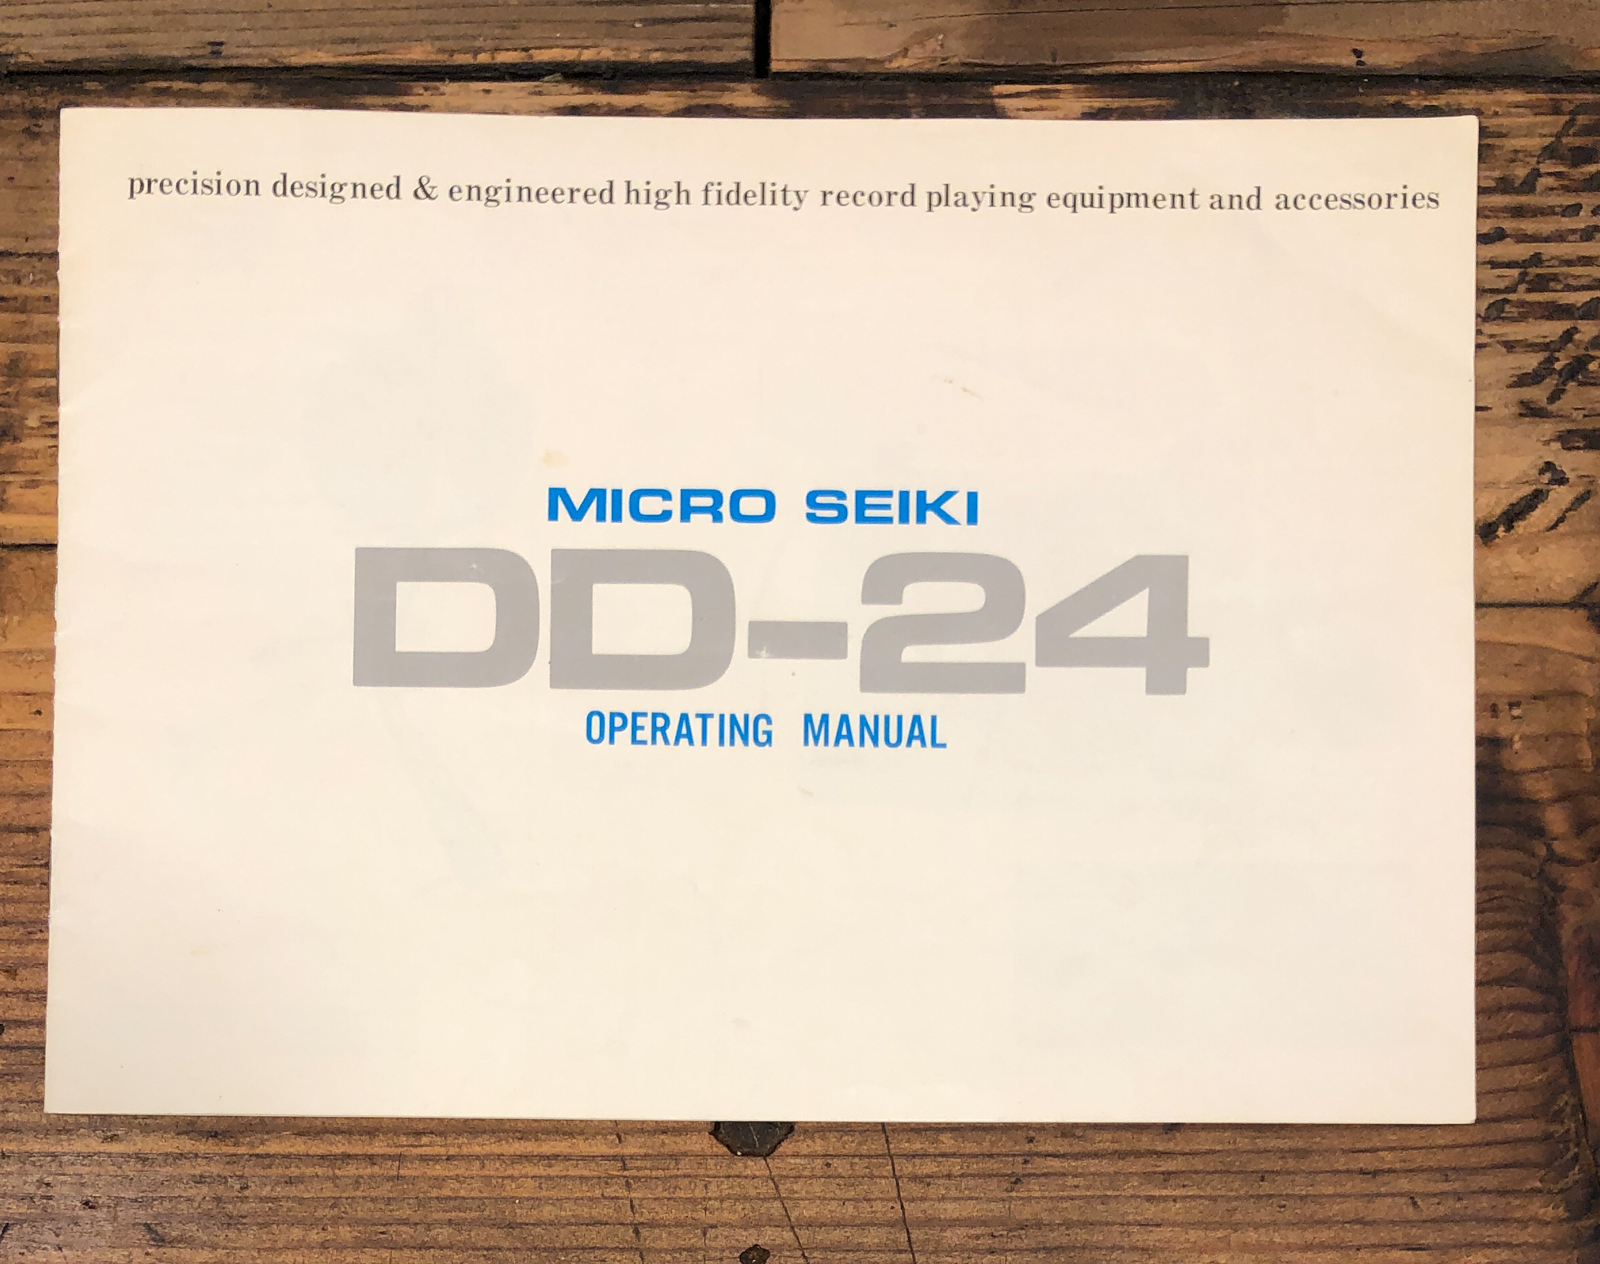 precision designed & engineered high fidelity record playing equipment and accessories
MICRO SEIKI
DD-24
OPERATING MANUAL